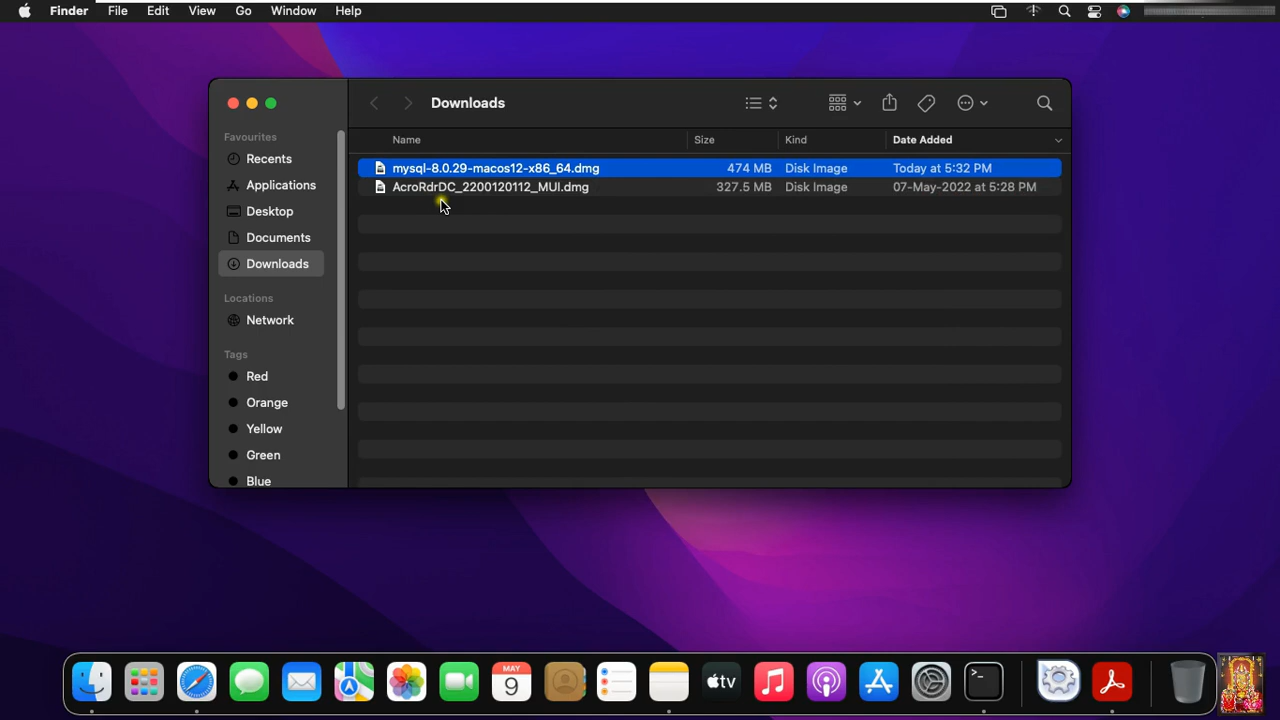 Finder File Edit View Go Window Help
Downloads
Favourites
Recents
Applications
Desktop
Documents
Downloads
Locations
Network
Tags
Red
Orange
Yellow
Green
Blue
Name Size Kind Date Added
mysql-8.0.29-macos12-x86_64.dmg 474 MB Disk Image Today at 5:32 PM
AcroRdrDC_2200120112_MUI.dmg 327.5 MB Disk Image 07-May-2022 at 5:28 PM
MAY
9
tv
>_